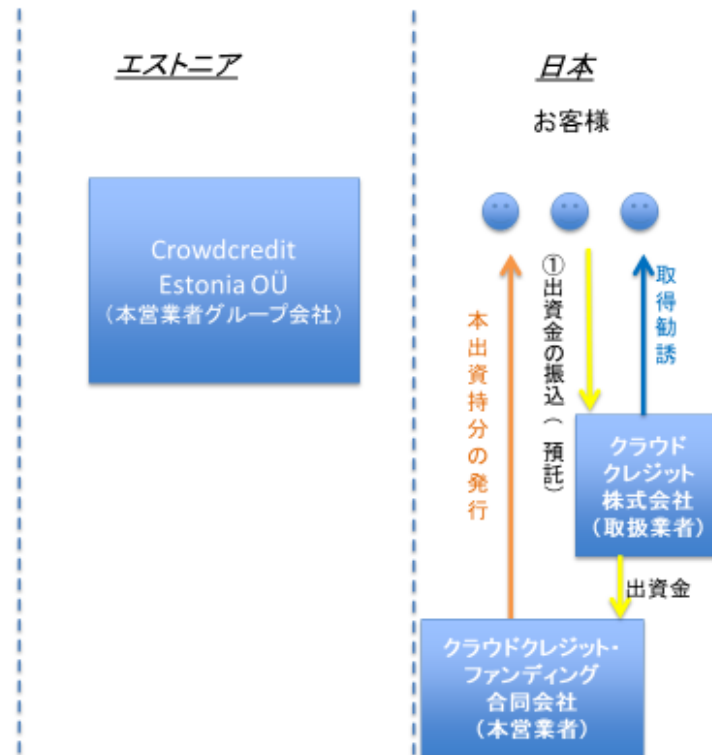 エストニア
日本
お客様
Crowdcredit
Estonia OÜ
（本営業者グループ会社）
本出資持分の発行
①出資金の振込（ 預託）
取得勧誘
クラウド
クレジット
株式会社
（取扱業者）
出資金
クラウドクレジット・
ファンディング
合同会社
（本営業者）